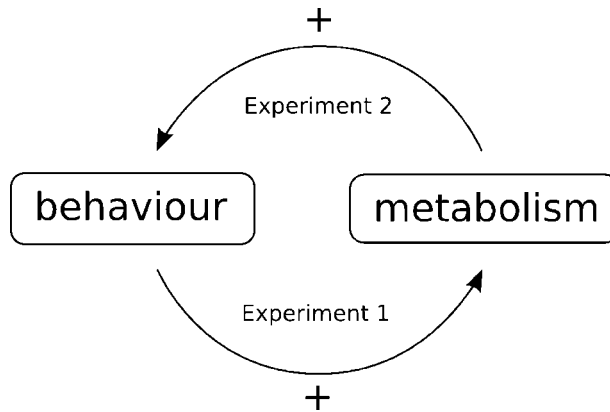 +
Experiment 2
behaviour
metabolism
Experiment 1
+